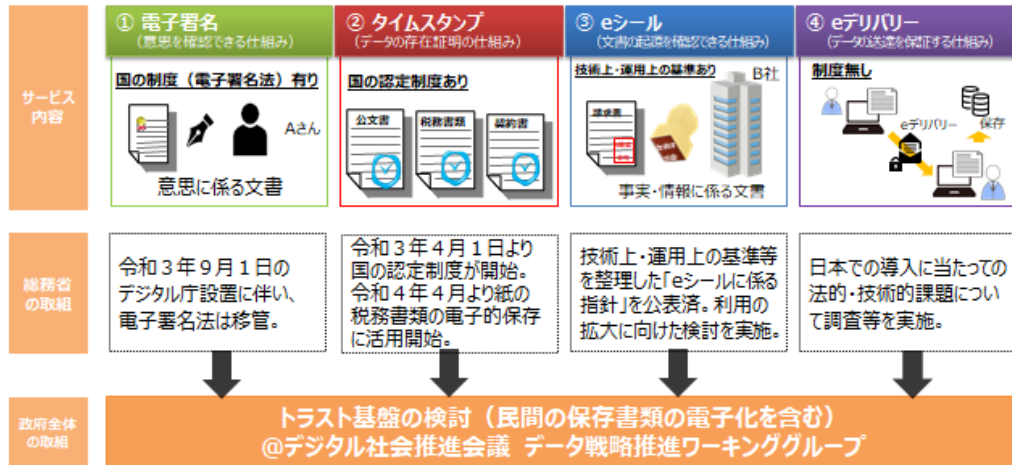 ① 電子署名
(意思を確認できる仕組み)
② タイムスタンプ
(データの存在証明の仕組み)
③ eシール
(文書の起源を確認できる仕組み)
④ eデリバリー
(データの送達を保証する仕組み)
サービス
内容
国の制度(電子署名法)有り
Aさん
意思に係る文書
国の認定制度あり
公文書
税務書類
契約書
技術上・運用上の基準あり
B社
請求書
事実・情報に係る文書
制度無し
eデリバリー
保存
総務省
の取組
令和3年9月1日の
デジタル庁設置に伴い、
電子署名法は移管。
令和3年4月1日より
国の認定制度が開始。
令和4年4月より紙の
税務書類の電子的保存
に活用開始。
技術上・運用上の基準等
を整理した「eシールに係る
指針」を公表済。利用の
拡大に向けた検討を実施。
日本での導入に当たっての
法的・技術的課題につい
て調査等を実施。
政府全体
の取組
トラスト基盤の検討(民間の保存書類の電子化を含む)
@デジタル社会推進会議 データ戦略推進ワーキンググループ